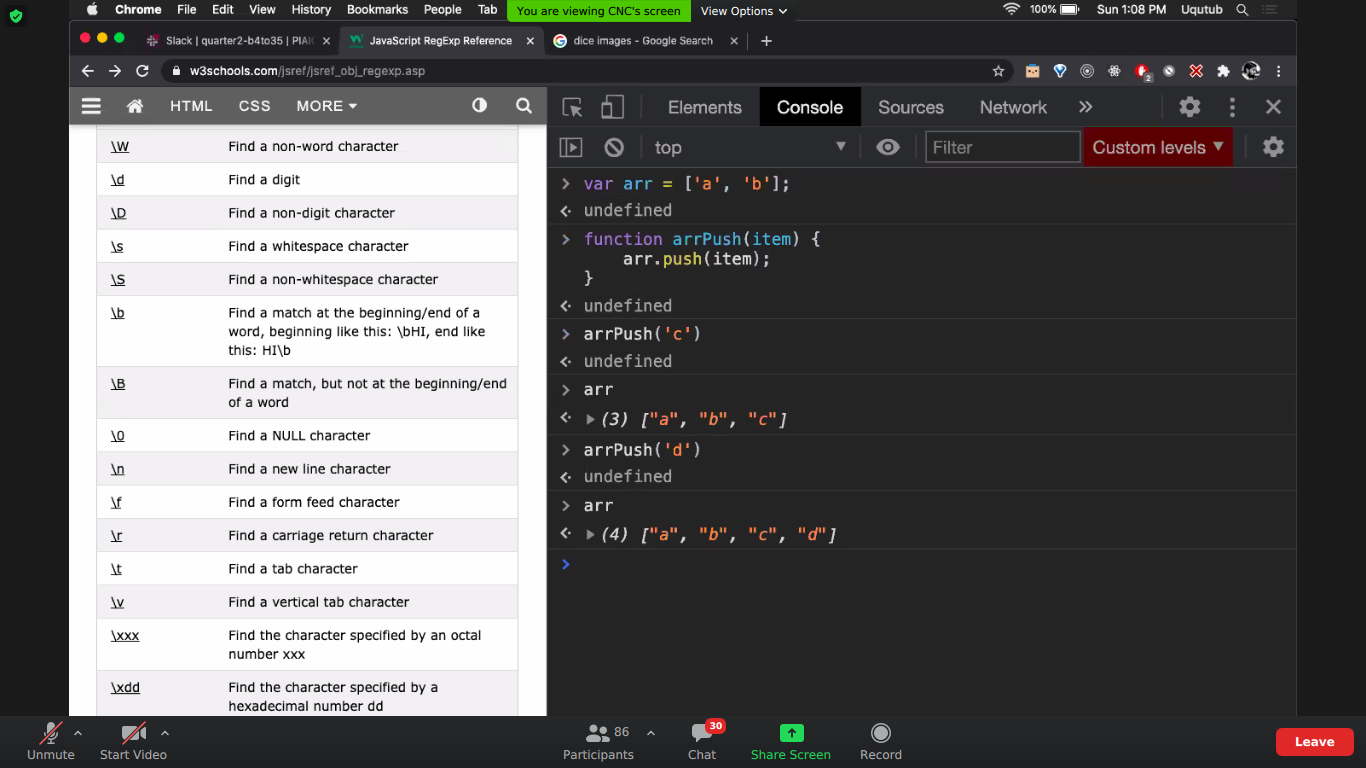 Chrome File Edit View History Bookmarks People Tab
You are viewing CNC's screen
View Options
100%
Sun 1:08 PM
Uqutub
Slack | quarter2-b4to35 | PIAI
JavaScript RegExp Reference
dice images - Google Search
w3schools.com/jsref/jsref_obj_regexp.asp
2
HTML CSS MORE
\W Find a non-word character
\d Find a digit
\D Find a non-digit character
\s Find a whitespace character
\S Find a non-whitespace character
\b Find a match at the beginning/end of a
word, beginning like this: \bHI, end like
this: HI\b
\B Find a match, but not at the beginning/end
of a word
\0 Find a NULL character
\n Find a new line character
\f Find a form feed character
\r Find a carriage return character
\t Find a tab character
\v Find a vertical tab character
\xxx Find the character specified by an octal
number xxx
\xdd Find the character specified by a
hexadecimal number dd
Elements Console Sources Network
top
Filter
Custom levels
> var arr = ['a', 'b'];
undefined
> function arrPush(item) {
arr.push(item);
}
undefined
> arrPush('c')
undefined
> arr
(3) ["a", "b", "c"]
> arrPush('d')
undefined
> arr
(4) ["a", "b", "c", "d"]
>
Unmute
Start Video
86
Participants
30
Chat
Share Screen
Record
Leave